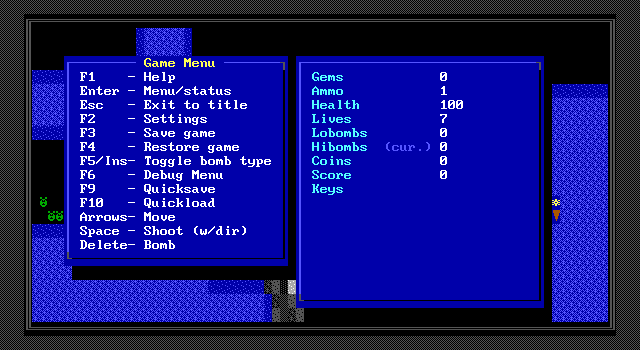 Game Menu
F1    - Help
Enter - Menu/status
Esc   - Exit to title
F2    - Settings
F3    - Save game
F4    - Restore game
F5/Ins- Toggle bomb type
F6    - Debug Menu
F9    - Quicksave
F10   - Quickload
Arrows- Move
Space - Shoot (w/dir)
Delete- Bomb
Gems 0
Ammo 1
Health 100
Lives 7
Lobombs 0
Hibombs (cur.) 0
Coins 0
Score 0
Keys